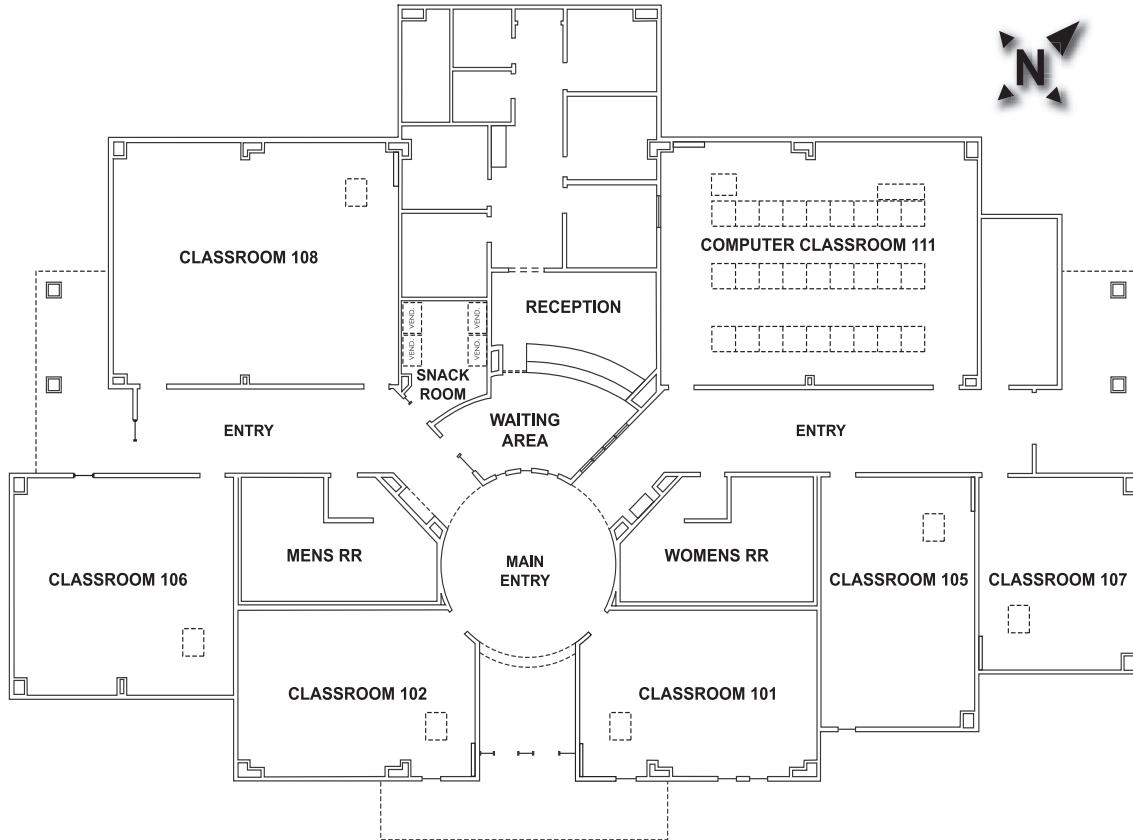 N
CLASSROOM 108
COMPUTER CLASSROOM 111
RECEPTION
VEND.
VEND.
VEND.
VEND.
SNACK
ROOM
WAITING
AREA
ENTRY
ENTRY
MENS RR
MAIN
ENTRY
WOMENS RR
CLASSROOM 106
CLASSROOM 105
CLASSROOM 107
CLASSROOM 102
CLASSROOM 101